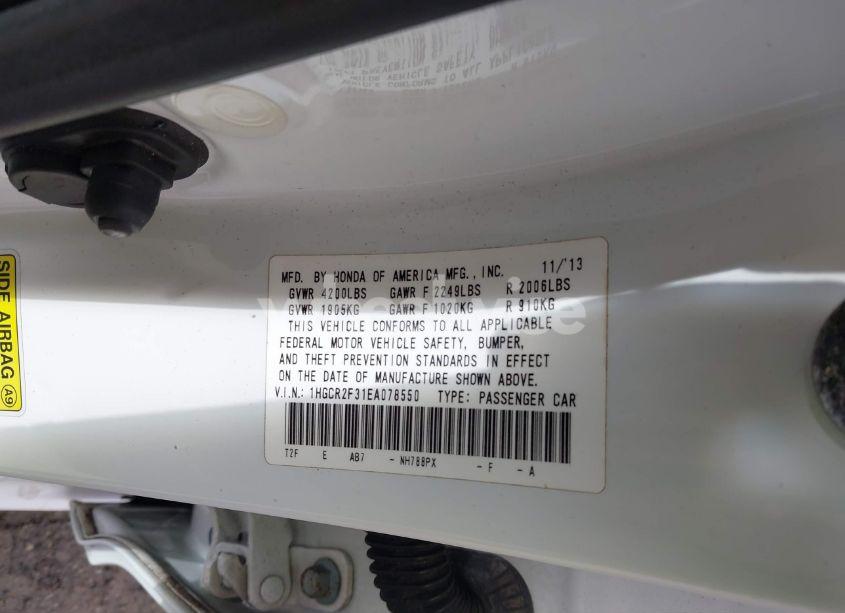 MFD. BY HONDA OF AMERICA MFG., INC. 11/'13
GVWR 4200LBS GAWR F 2249LBS R 2006LBS
GVWR 1905KG GAWR F 1020KG R 910KG
THIS VEHICLE CONFORMS TO ALL APPLICABLE
FEDERAL MOTOR VEHICLE SAFETY, BUMPER,
AND THEFT PREVENTION STANDARDS IN EFFECT
ON THE DATE OF MANUFACTURE SHOWN ABOVE.
V.I.N.: 1HGCR2F31EA078550 TYPE: PASSENGER CAR
T2F E AB7 - NH788PX - F - A
SIDE AIRBAG A9